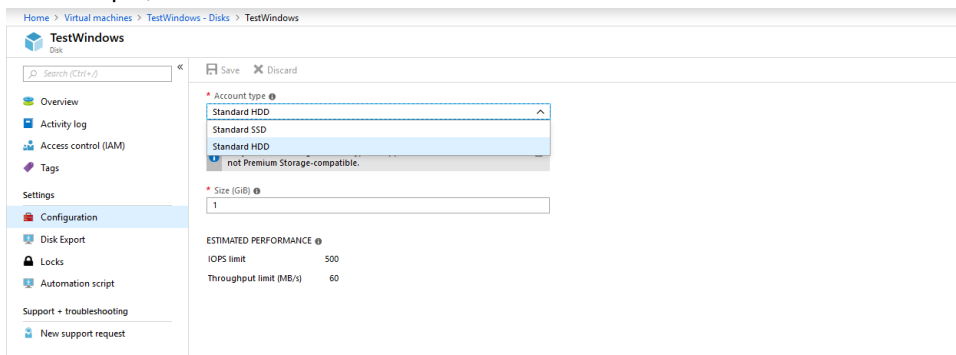 Home > Virtual machines > TestWindows - Disks > TestWindows
TestWindows
Disk
Search (Ctrl+/)
«
Save
Discard
Overview
Activity log
Access control (IAM)
Tags
Settings
Configuration
Disk Export
Locks
Automation script
Support + troubleshooting
New support request
* Account type
Standard HDD
Standard SSD
Standard HDD
not Premium Storage-compatible.
* Size (GiB)
1
ESTIMATED PERFORMANCE
IOPS limit 500
Throughput limit (MB/s) 60